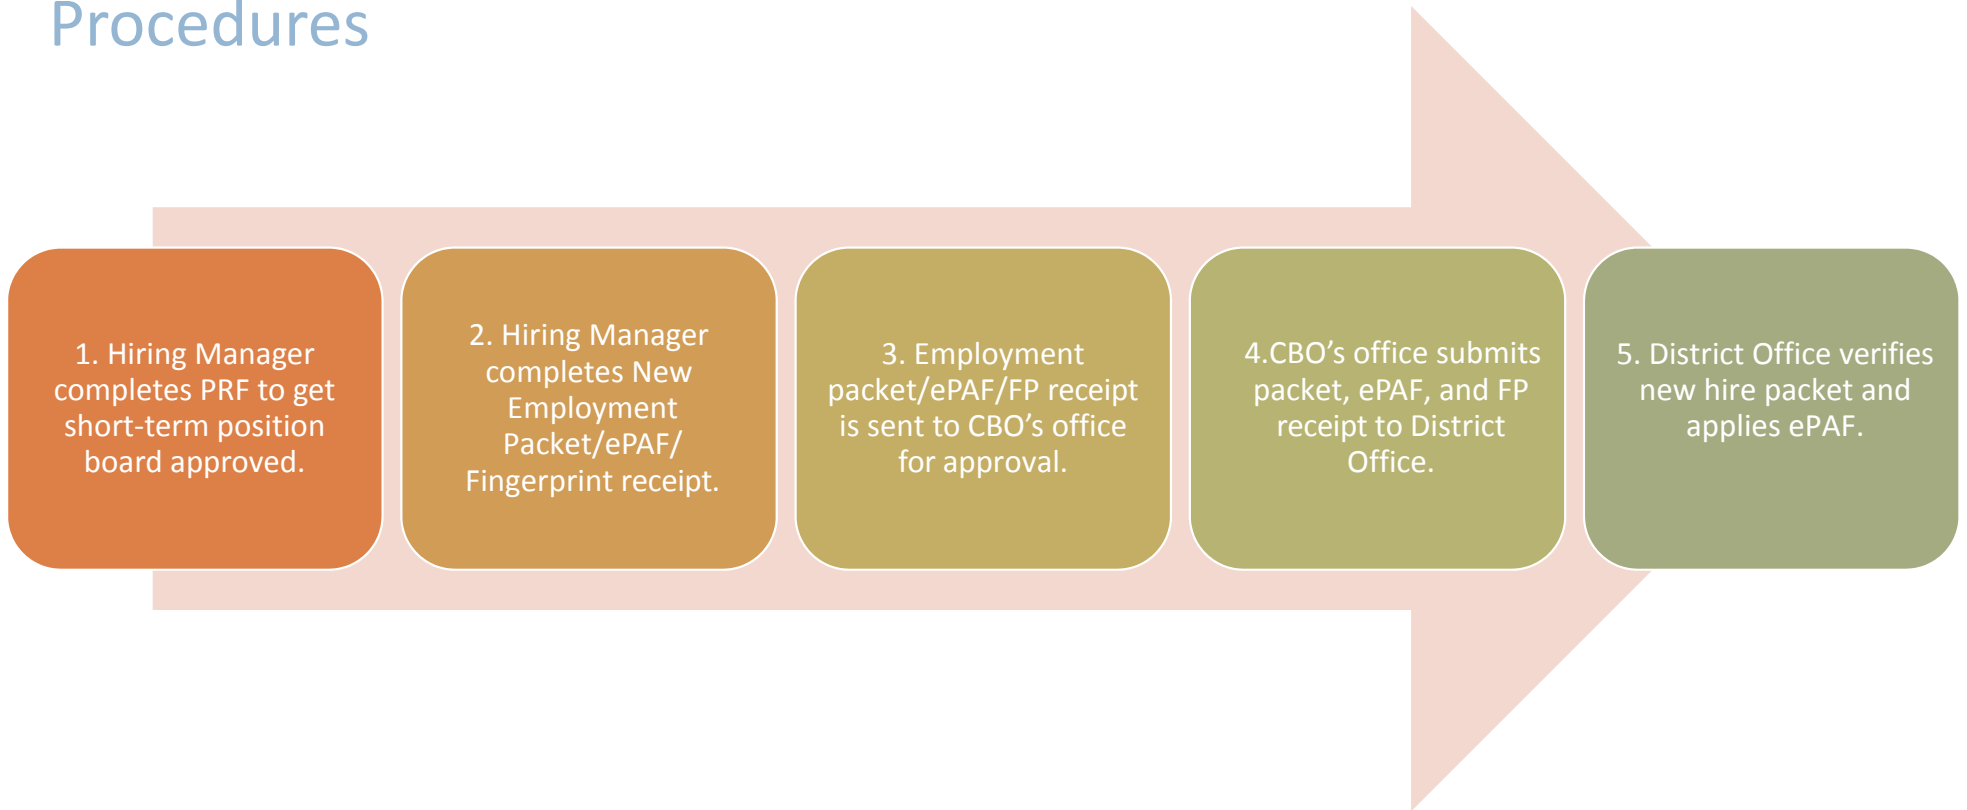 Procedures
1. Hiring Manager
completes PRF to get
short-term position
board approved.
2. Hiring Manager
completes New
Employment
Packet/ePAF/
Fingerprint receipt.
3. Employment
packet/ePAF/FP receipt
is sent to CBO’s office
for approval.
4.CBO’s office submits
packet, ePAF, and FP
receipt to District
Office.
5. District Office verifies
new hire packet and
applies ePAF.